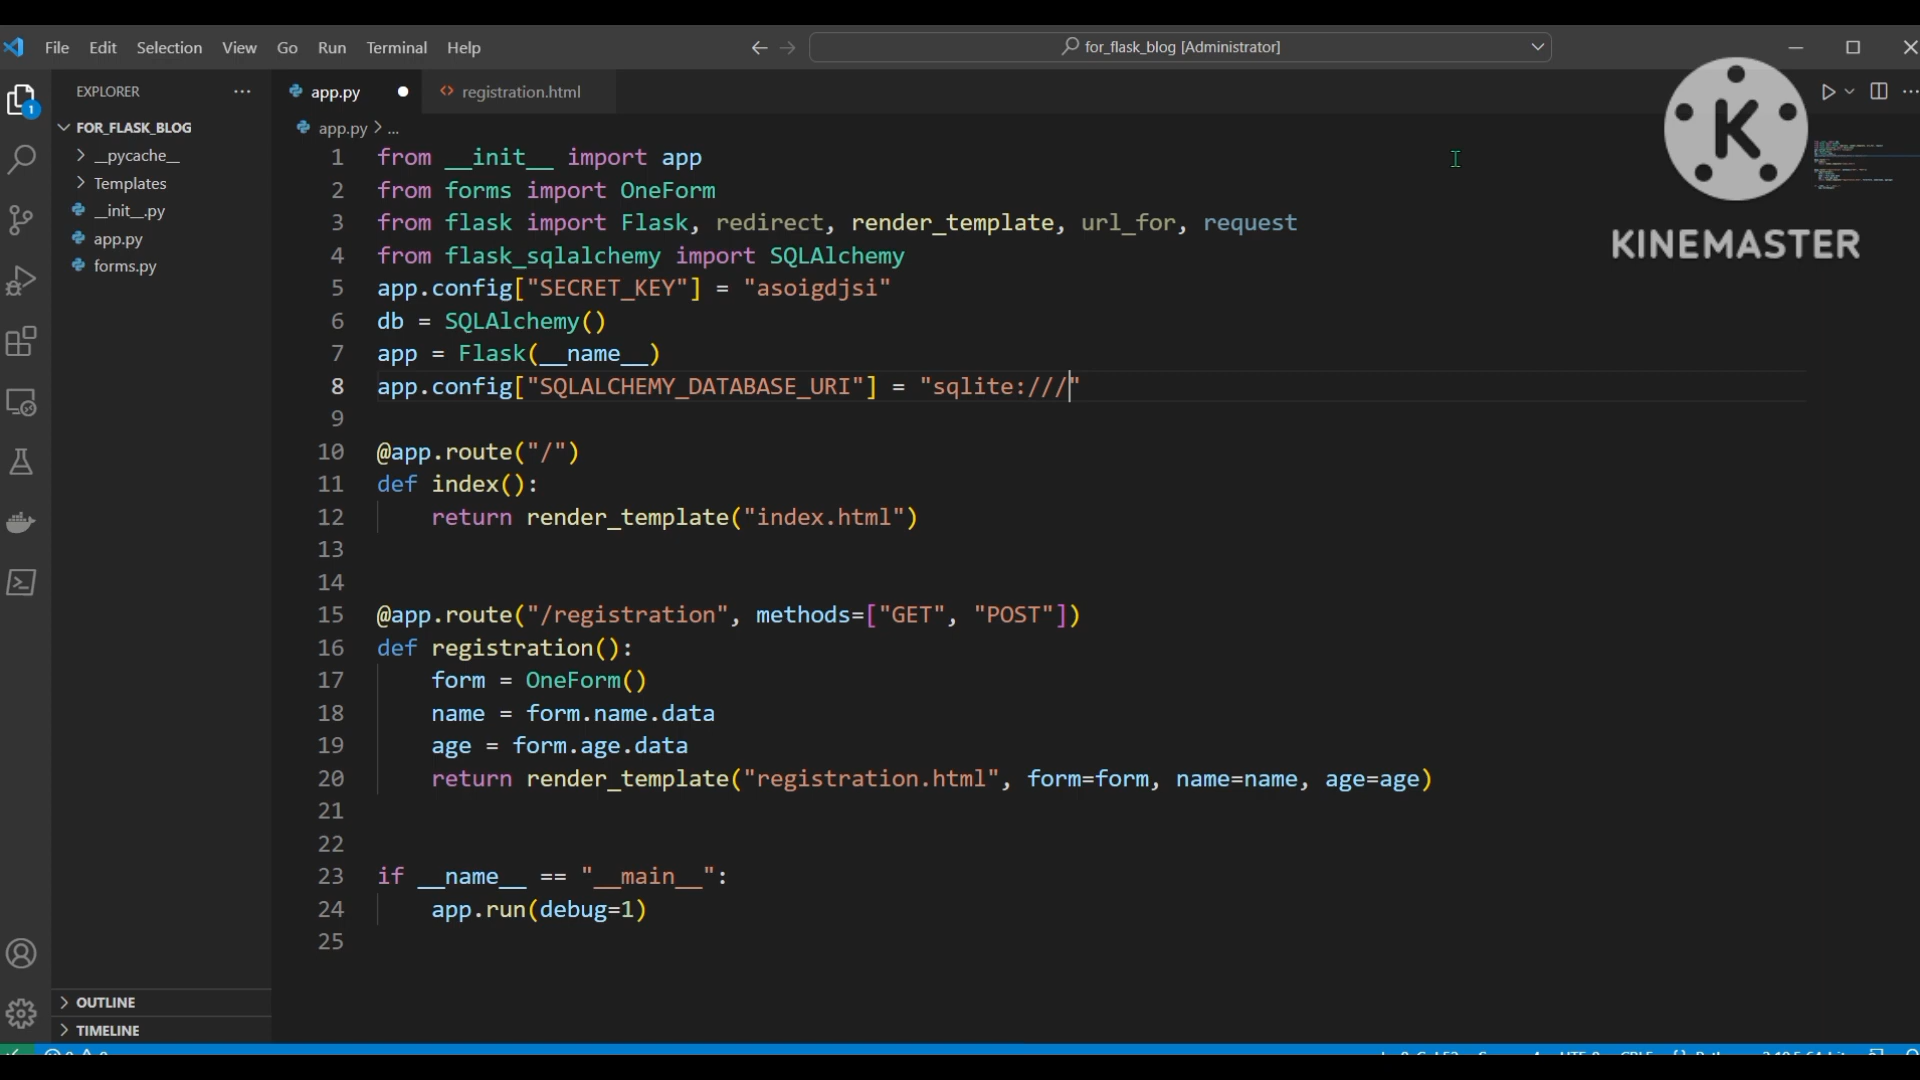 File Edit Selection View Go Run Terminal Help
for_flask_blog [Administrator]
EXPLORER
app.py
registration.html
FOR_FLASK_BLOG
__pycache__
Templates
__init__.py
app.py
forms.py
OUTLINE
TIMELINE
1
K
KINEMASTER
app.py > ...
1 from __init__ import app
2 from forms import OneForm
3 from flask import Flask, redirect, render_template, url_for, request
4 from flask_sqlalchemy import SQLAlchemy
5 app.config["SECRET_KEY"] = "asoigdjsi"
6 db = SQLAlchemy()
7 app = Flask(__name__)
8 app.config["SQLALCHEMY_DATABASE_URI"] = "sqlite:///"
9
10 @app.route("/")
11 def index():
12     return render_template("index.html")
13
14
15 @app.route("/registration", methods=["GET", "POST"])
16 def registration():
17     form = OneForm()
18     name = form.name.data
19     age = form.age.data
20     return render_template("registration.html", form=form, name=name, age=age)
21
22
23 if __name__ == "__main__":
24     app.run(debug=1)
25